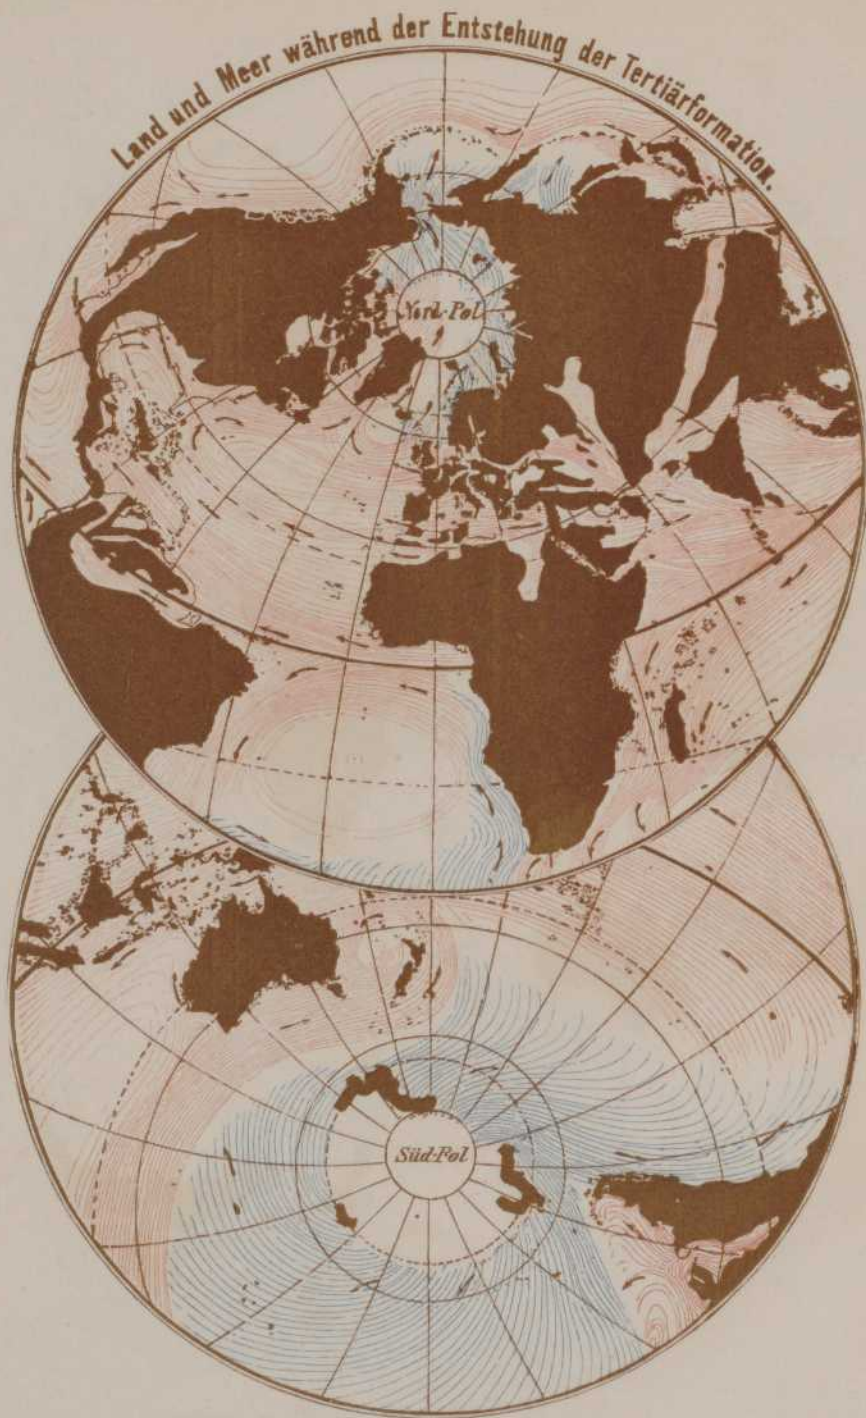 Land und Meer während der Entstehung der Tertiärformation.
Nord-Pol
Süd-Pol